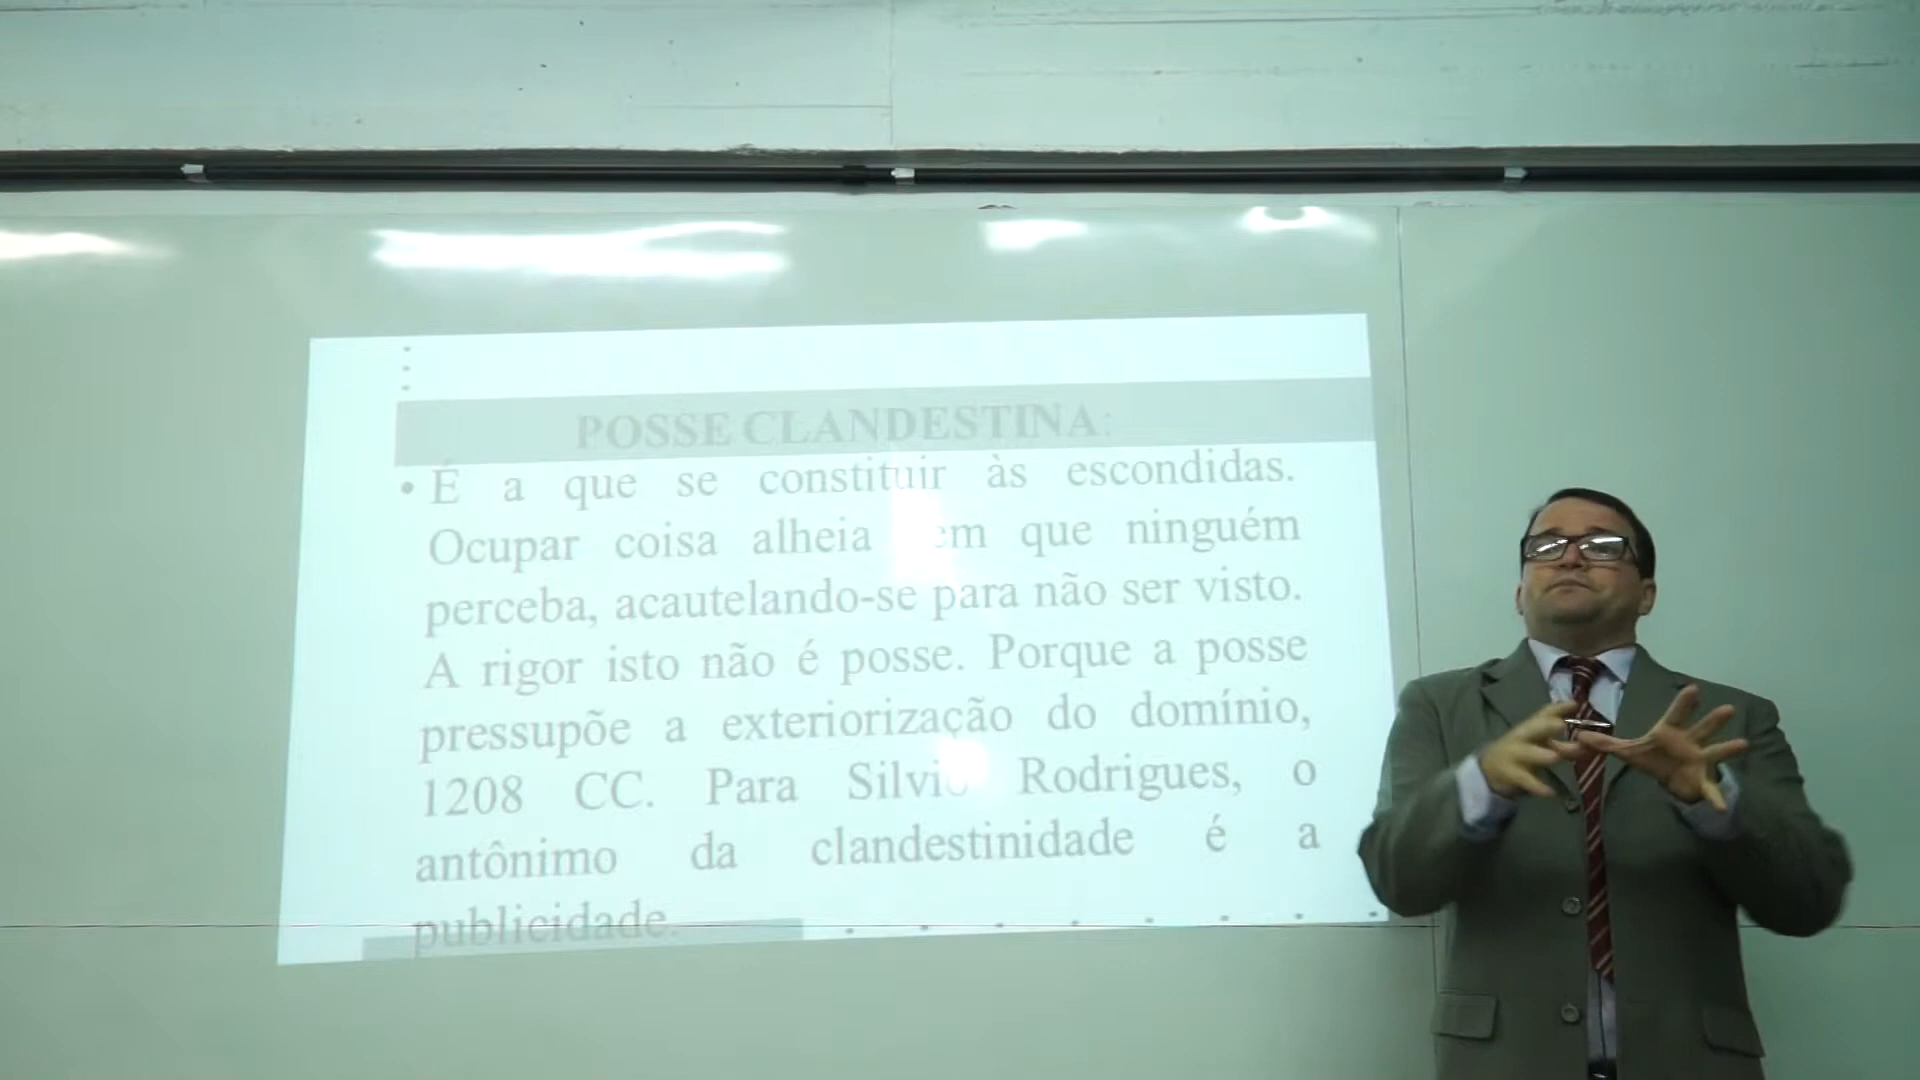 POSSE CLANDESTINA:
• É a que se constituir às escondidas.
Ocupar coisa alheia sem que ninguém
perceba, acautelando-se para não ser visto.
A rigor isto não é posse. Porque a posse
pressupõe a exteriorização do domínio,
1208 CC. Para Silvio Rodrigues, o
antônimo da clandestinidade é a
publicidade.